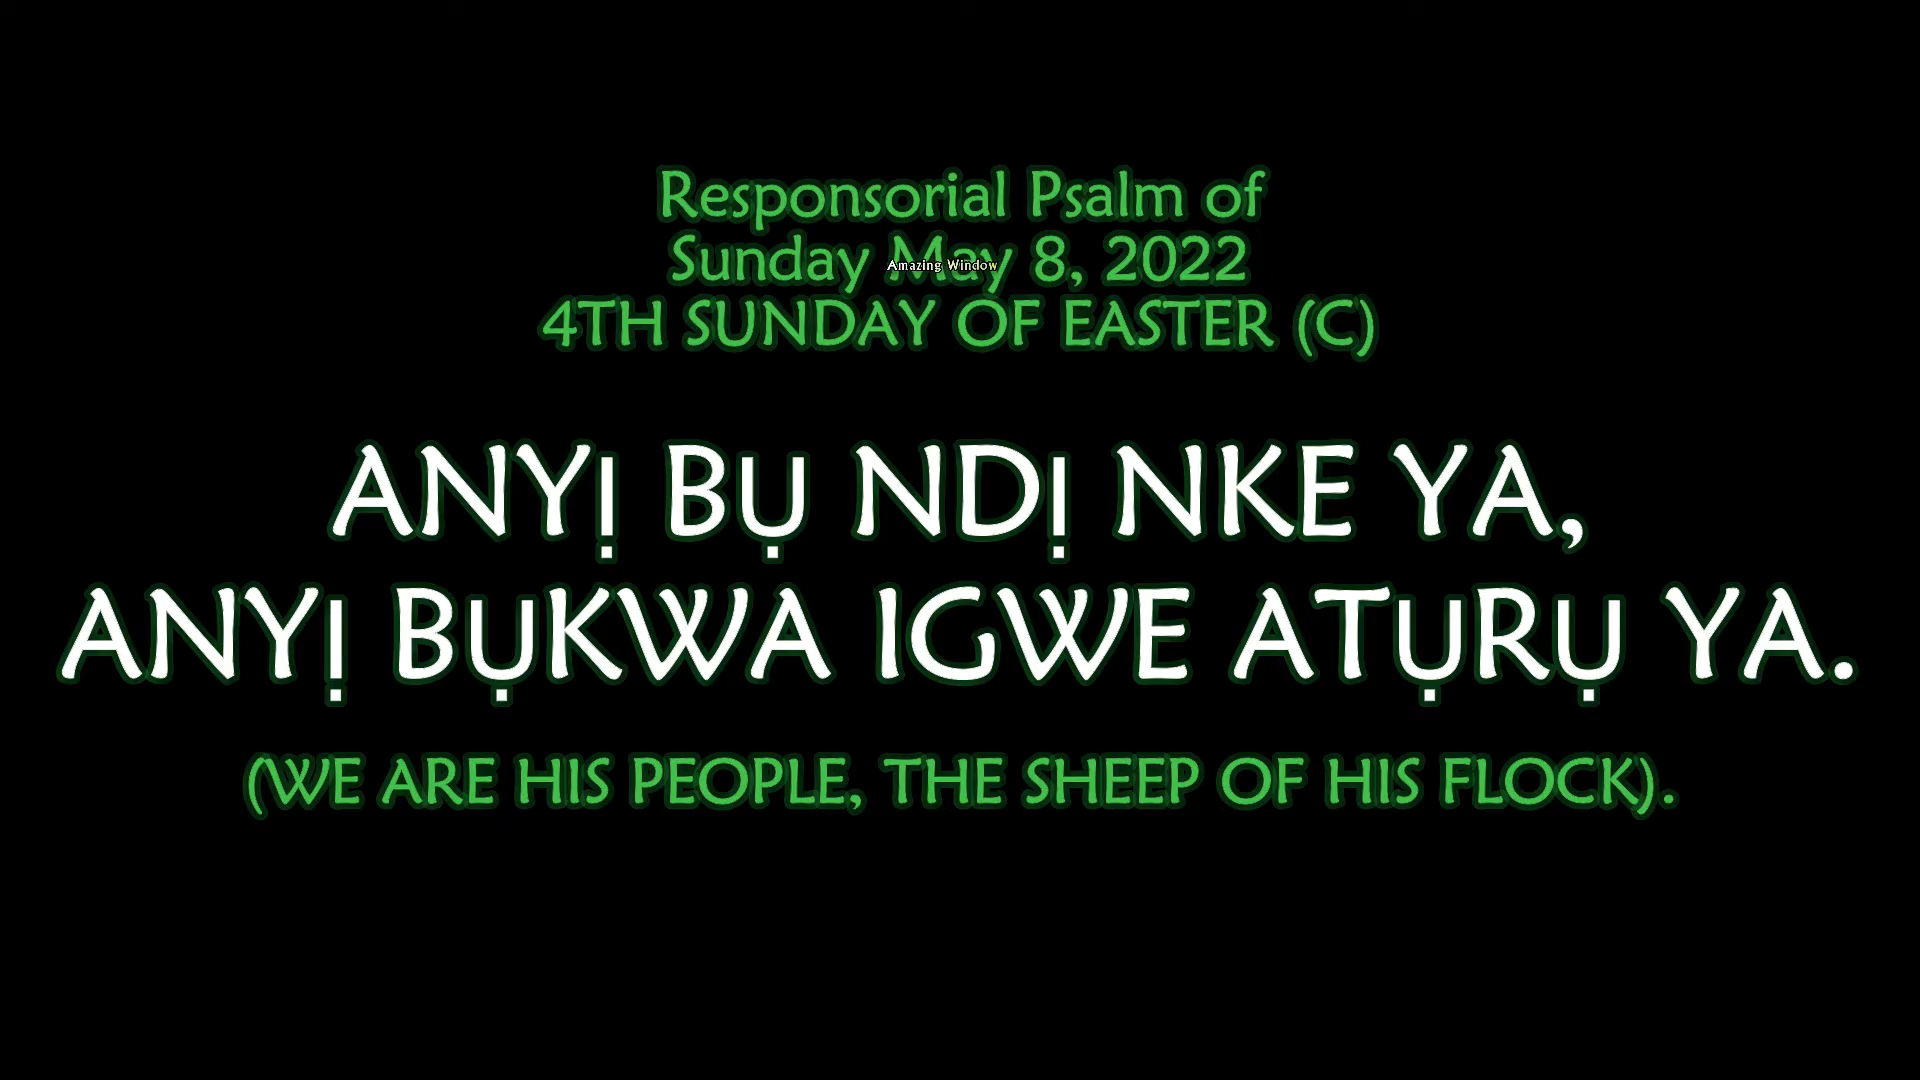 Responsorial Psalm of
Sunday May 8, 2022
Amazing Window
4TH SUNDAY OF EASTER (C)
ANYỊ BỤ NDỊ NKE YA,
ANYỊ BỤKWA IGWE ATỤRỤ YA.
(WE ARE HIS PEOPLE, THE SHEEP OF HIS FLOCK).